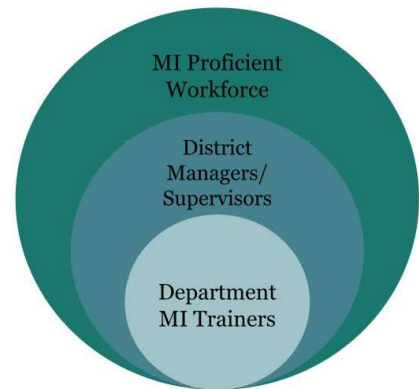 MI Proficient
Workforce
District
Managers/
Supervisors
Department
MI Trainers